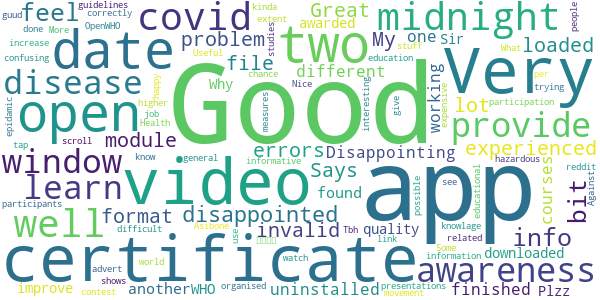 Good
app
certificate
video
Very
two
date
open
covid
midnight
provide
awareness
window
learn
well
disease
feel
info
bit
lot
experienced
module
errors
disappointed
invalid
format
file
problem
Great
different
loaded
My
one
Sir
working
Says
found
Disappointing
quality
courses
finished
Plzz
downloaded
uninstalled
another
WHO
improve
Why
awarded
guud
guidelines
correctly
extent
kinda
done
OpenWHO
increase
More
people
confusing
studies
stuff
Useful
education
What
per
happy
chance
trying
higher
measures
Nice
interesting
give
expensive
participation
epidamic
job
Health
tap
scroll
know
general
informative
hazardous
reddit
Against
see
educational
possible
participants
difficult
Asibong
use
Tbh
link
knowlage
related
Some
information
advert
world
watch
shows
contest
organised
presentations
movement